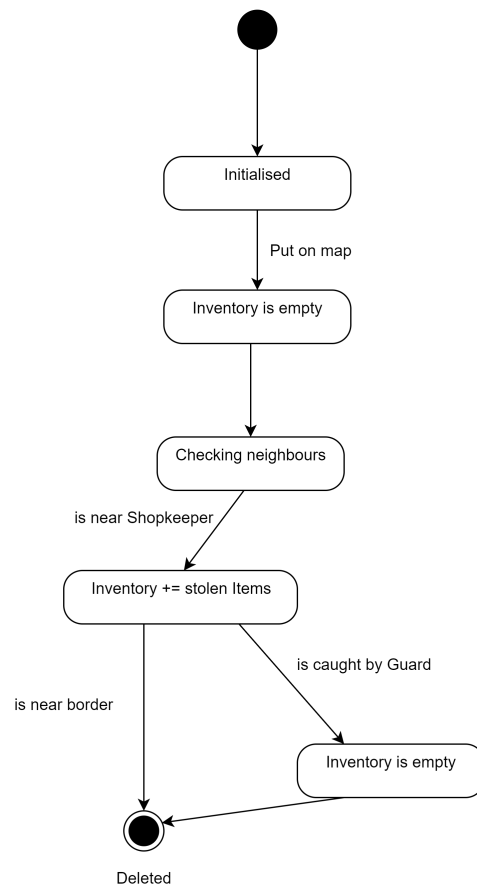 Initialised
Put on map
Inventory is empty
Checking neighbours
is near Shopkeeper
Inventory += stolen Items
is caught by Guard
is near border
Inventory is empty
Deleted